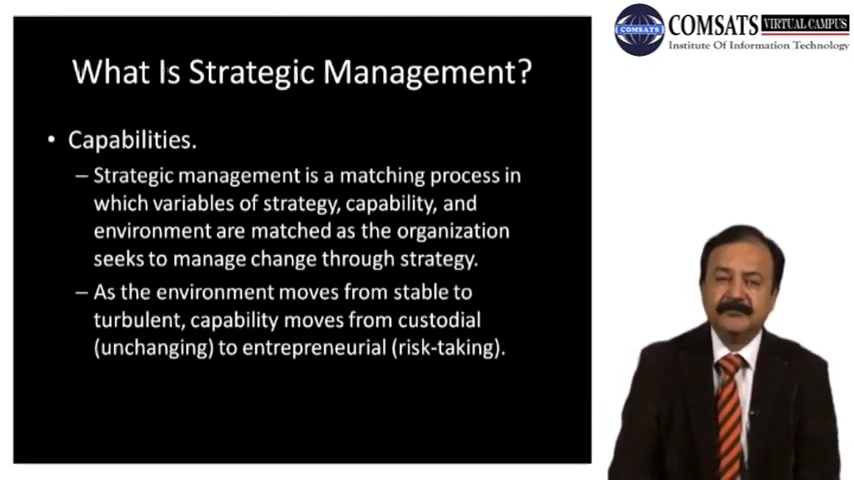 What Is Strategic Management?
• Capabilities.
– Strategic management is a matching process in
which variables of strategy, capability, and
environment are matched as the organization
seeks to manage change through strategy.
– As the environment moves from stable to
turbulent, capability moves from custodial
(unchanging) to entrepreneurial (risk-taking).
COMSATS
COMSATS VIRTUAL CAMPUS
Institute Of Information Technology